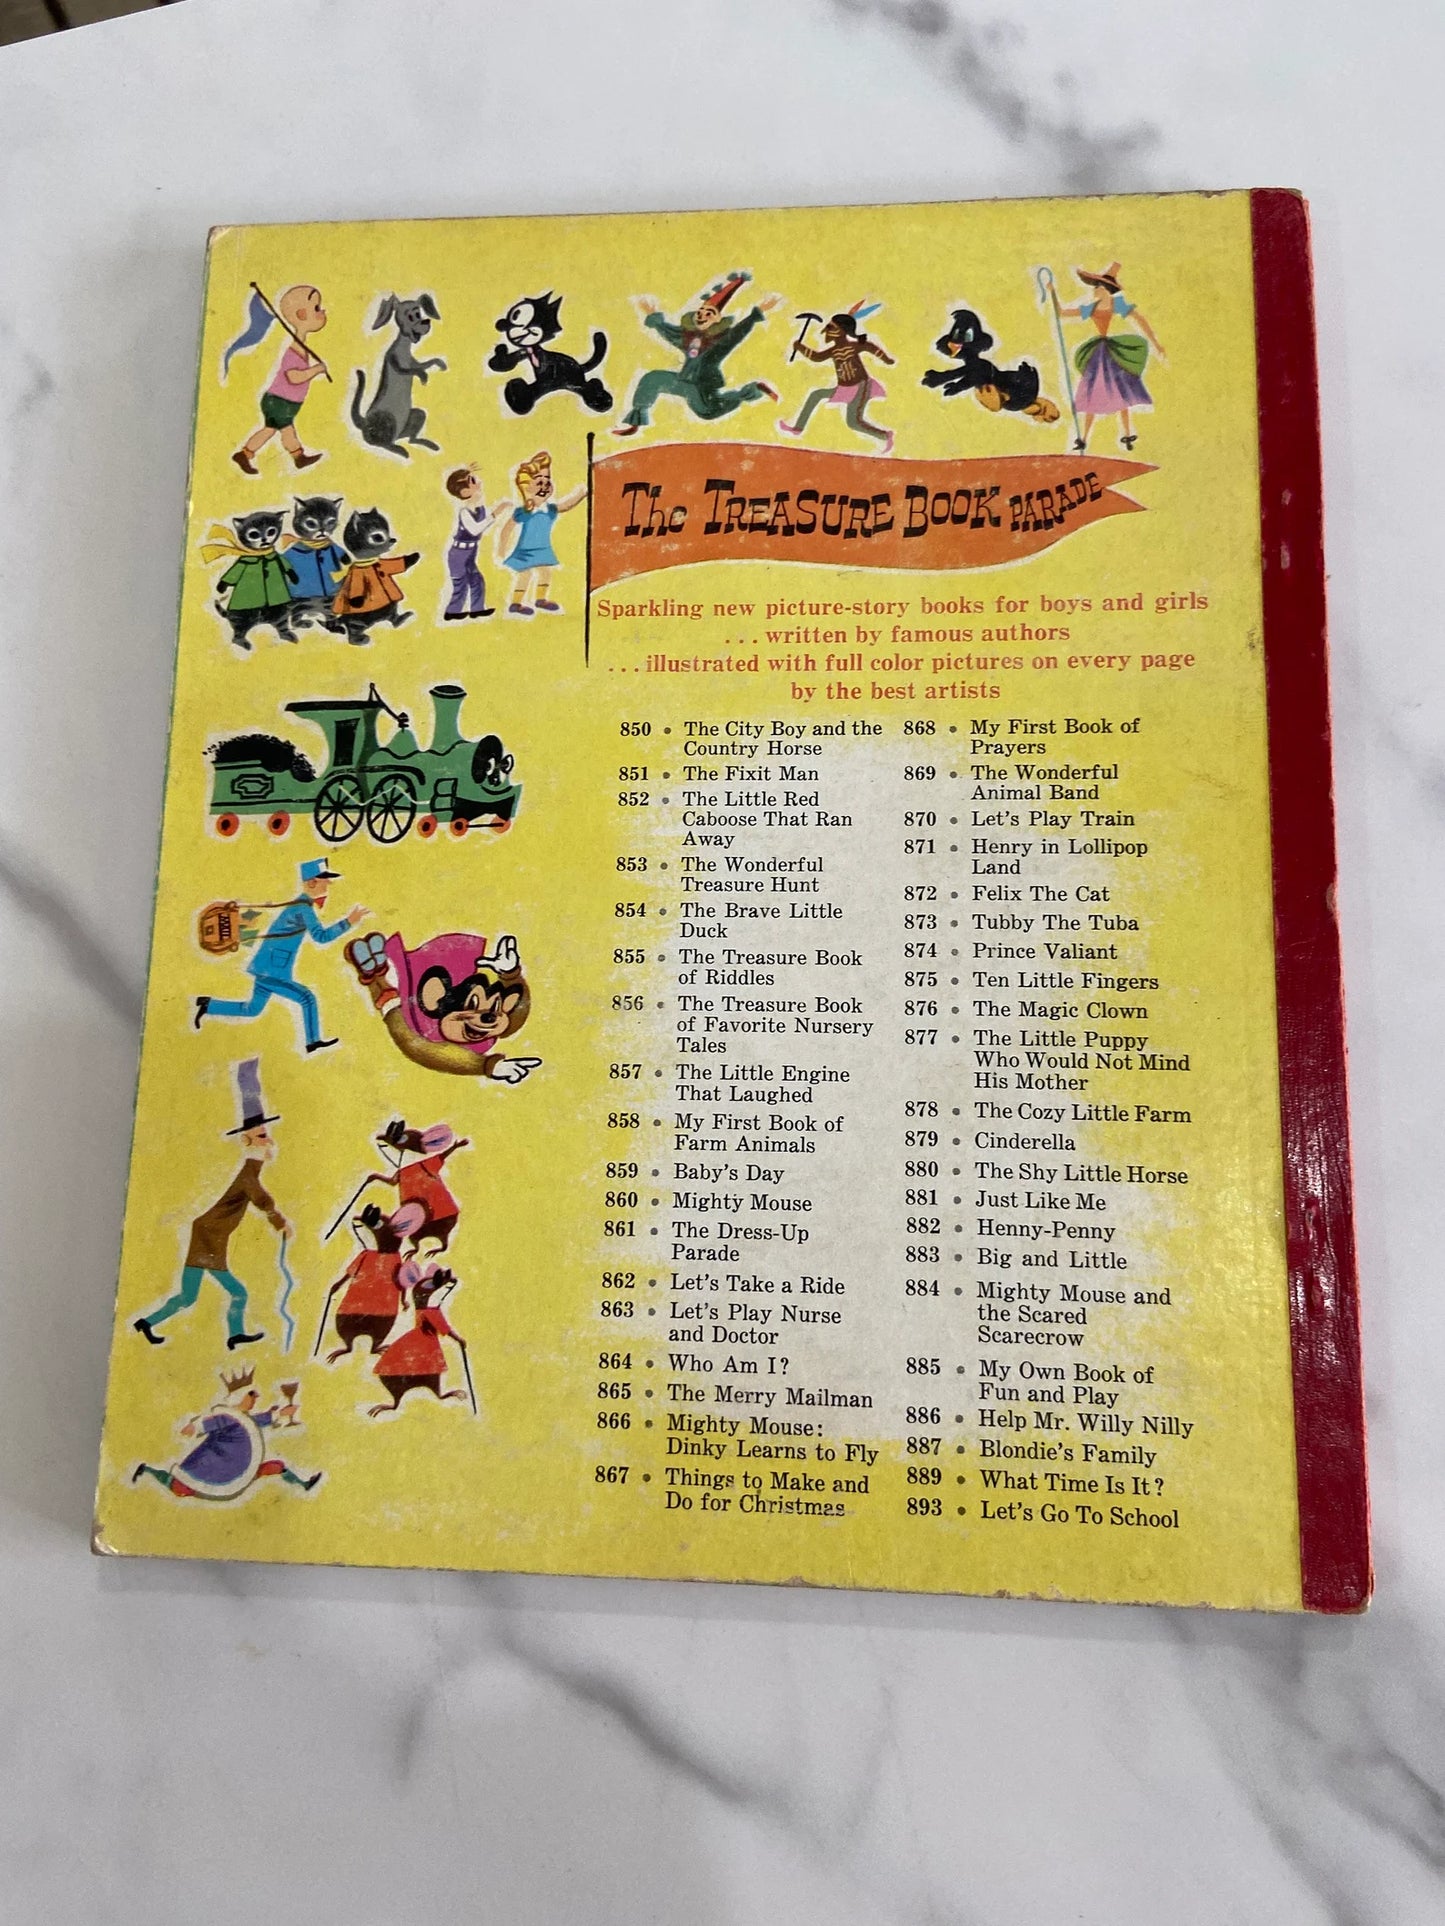 The TREASURE BOOK PARADE
Sparkling new picture-story books for boys and girls
... written by famous authors
... illustrated with full color pictures on every page
by the best artists
850 • The City Boy and the
Country Horse
851 • The Fixit Man
852 • The Little Red
Caboose That Ran
Away
853 • The Wonderful
Treasure Hunt
854 • The Brave Little
Duck
855 • The Treasure Book
of Riddles
856 • The Treasure Book
of Favorite Nursery
Tales
857 • The Little Engine
That Laughed
858 • My First Book of
Farm Animals
859 • Baby's Day
860 • Mighty Mouse
861 • The Dress-Up
Parade
862 • Let's Take a Ride
863 • Let's Play Nurse
and Doctor
864 • Who Am I?
865 • The Merry Mailman
866 • Mighty Mouse:
Dinky Learns to Fly
867 • Things to Make and
Do for Christmas
868 • My First Book of
Prayers
869 • The Wonderful
Animal Band
870 • Let's Play Train
871 • Henry in Lollipop
Land
872 • Felix The Cat
873 • Tubby The Tuba
874 • Prince Valiant
875 • Ten Little Fingers
876 • The Magic Clown
877 • The Little Puppy
Who Would Not Mind
His Mother
878 • The Cozy Little Farm
879 • Cinderella
880 • The Shy Little Horse
881 • Just Like Me
882 • Henny-Penny
883 • Big and Little
884 • Mighty Mouse and
the Scared
Scarecrow
885 • My Own Book of
Fun and Play
886 • Help Mr. Willy Nilly
887 • Blondie's Family
889 • What Time Is It?
893 • Let's Go To School